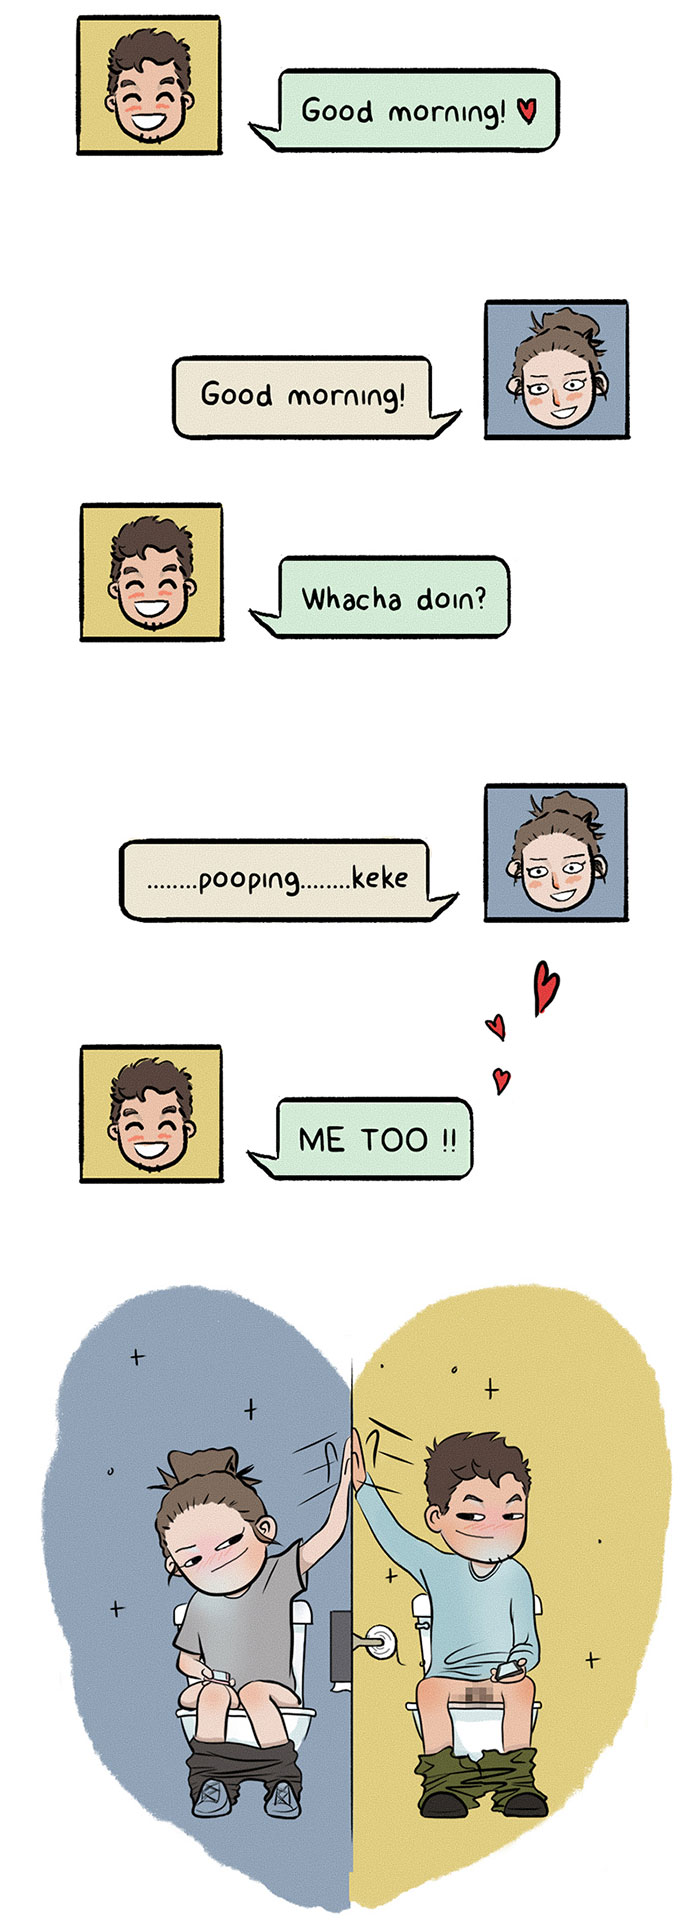 Good morning! ♥
Good morning!
Whacha doin?
........pooping........keke
ME TOO !!